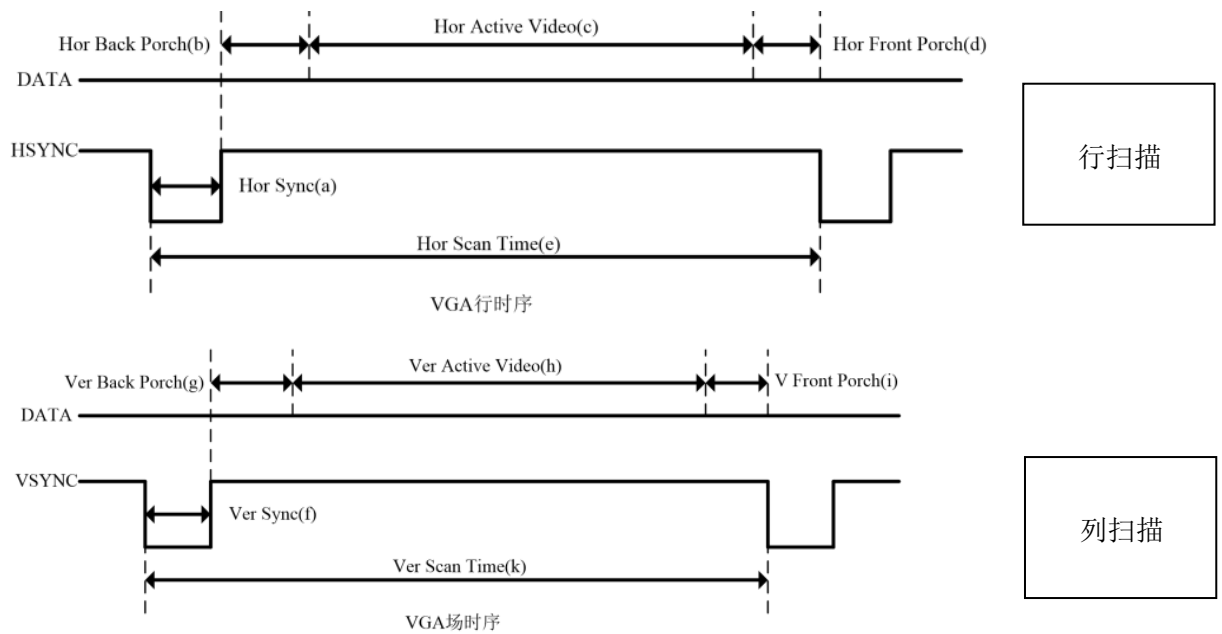 Hor Active Video(c)
Hor Back Porch(b)
Hor Front Porch(d)
DATA
HSYNC
行扫描
Hor Sync(a)
Hor Scan Time(e)
VGA行时序
Ver Active Video(h)
Ver Back Porch(g)
V Front Porch(i)
DATA
VSYNC
Ver Sync(f)
列扫描
Ver Scan Time(k)
VGA场时序